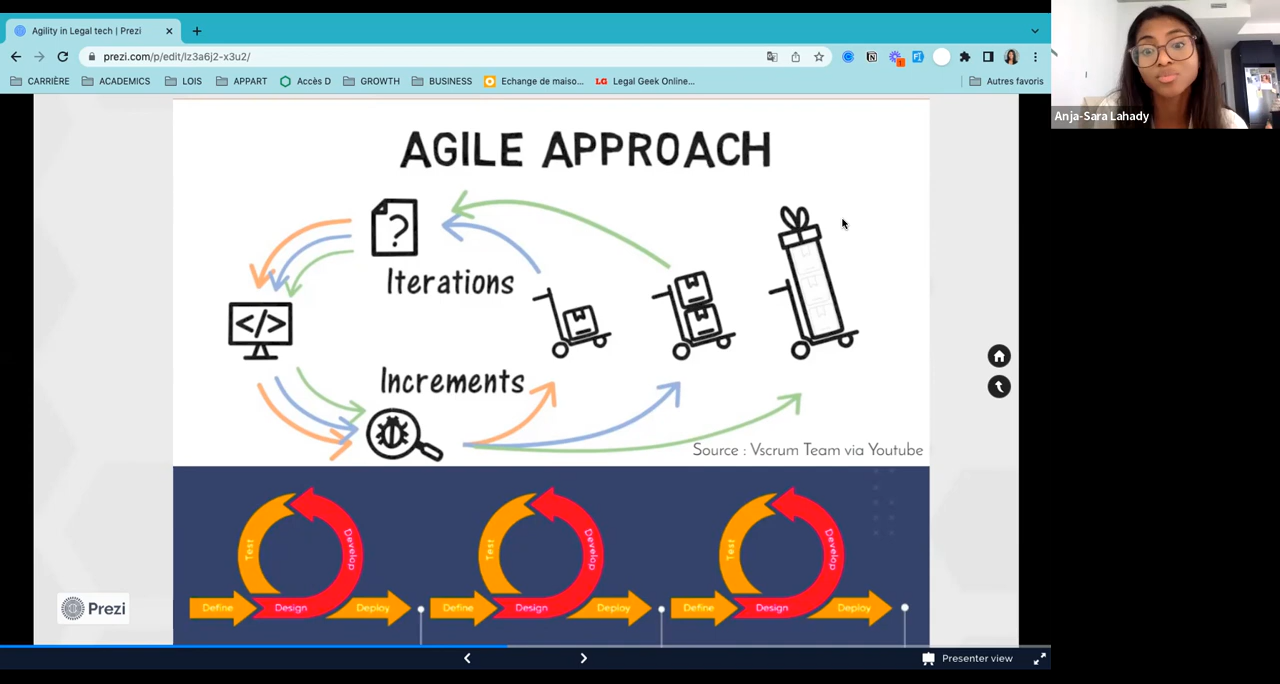 Agility in Legal tech | Prezi
prezi.com/p/edit/lz3a6j2-x3u2/
CARRIÈRE
ACADEMICS
LOIS
APPART
Accès D
GROWTH
BUSINESS
Echange de maiso...
LG Legal Geek Online...
Autres favoris
Anja-Sara Lahady
AGILE APPROACH
?
Iterations
</>
Increments
Source : Vscrum Team via Youtube
Test
Develop
Define
Design
Deploy
Test
Develop
Define
Design
Deploy
Test
Develop
Define
Design
Deploy
Prezi
Presenter view